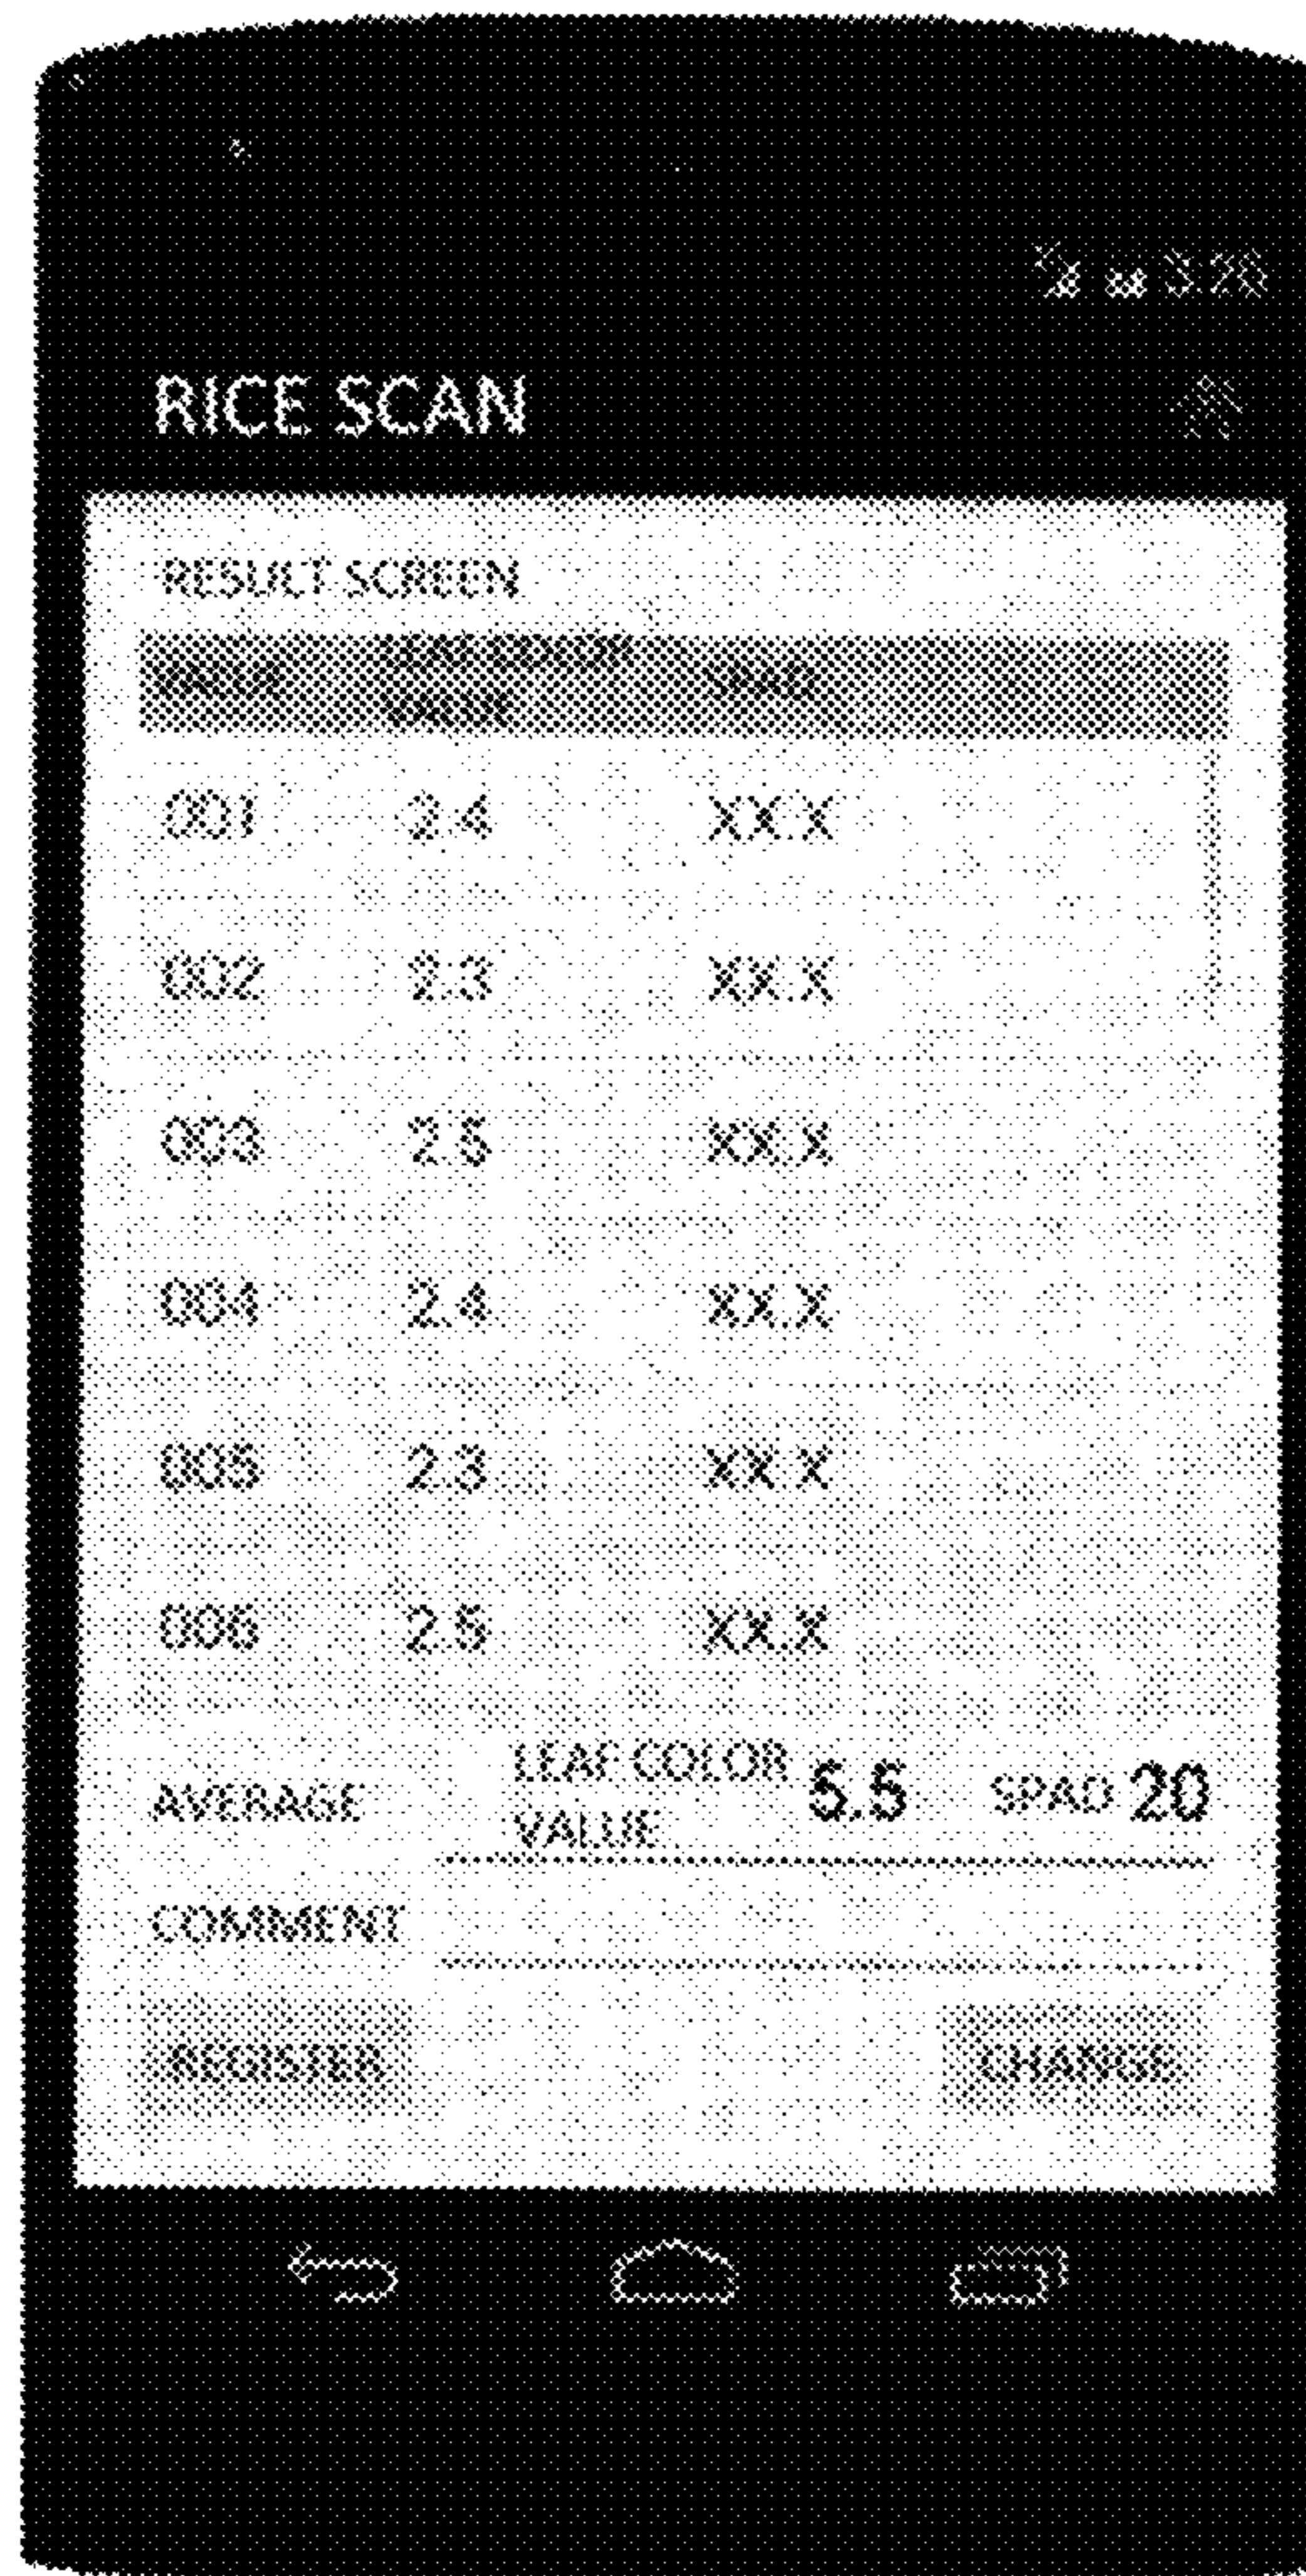 3:20
RICE SCAN
RESULT SCREEN
001 2.4 XX.X
002 2.3 XX.X
003 2.5 XX.X
004 2.4 XX.X
005 2.3 XX.X
006 2.5 XX.X
AVERAGE LEAF COLOR VALUE 5.5 SPAD 20
COMMENT
REGISTER CHANGE